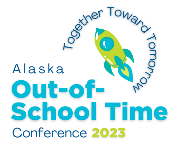 Together Toward Tomorrow
Alaska
Out-of-
School Time
Conference 2023